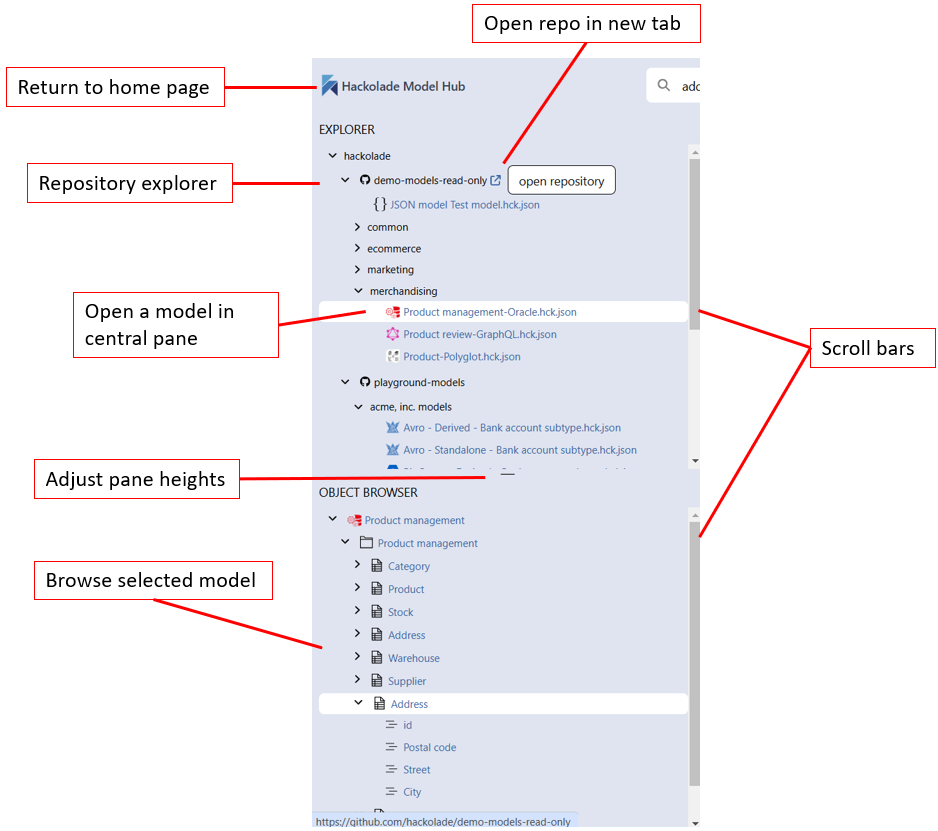 Open repo in new tab
Return to home page
Hackolade Model Hub
adc
EXPLORER
hackolade
Repository explorer
demo-models-read-only
open repository
{} JSON model Test model.hck.json
common
ecommerce
marketing
merchandising
Open a model in
central pane
Product management-Oracle.hck.json
Product review-GraphQL.hck.json
Product-Polyglot.hck.json
Scroll bars
playground-models
acme, inc. models
Avro - Derived - Bank account subtype.hck.json
Avro - Standalone - Bank account subtype.hck.json
Adjust pane heights
OBJECT BROWSER
Product management
Product management
Category
Browse selected model
Product
Stock
Address
Warehouse
Supplier
Address
id
Postal code
Street
City
https://github.com/hackolade/demo-models-read-only